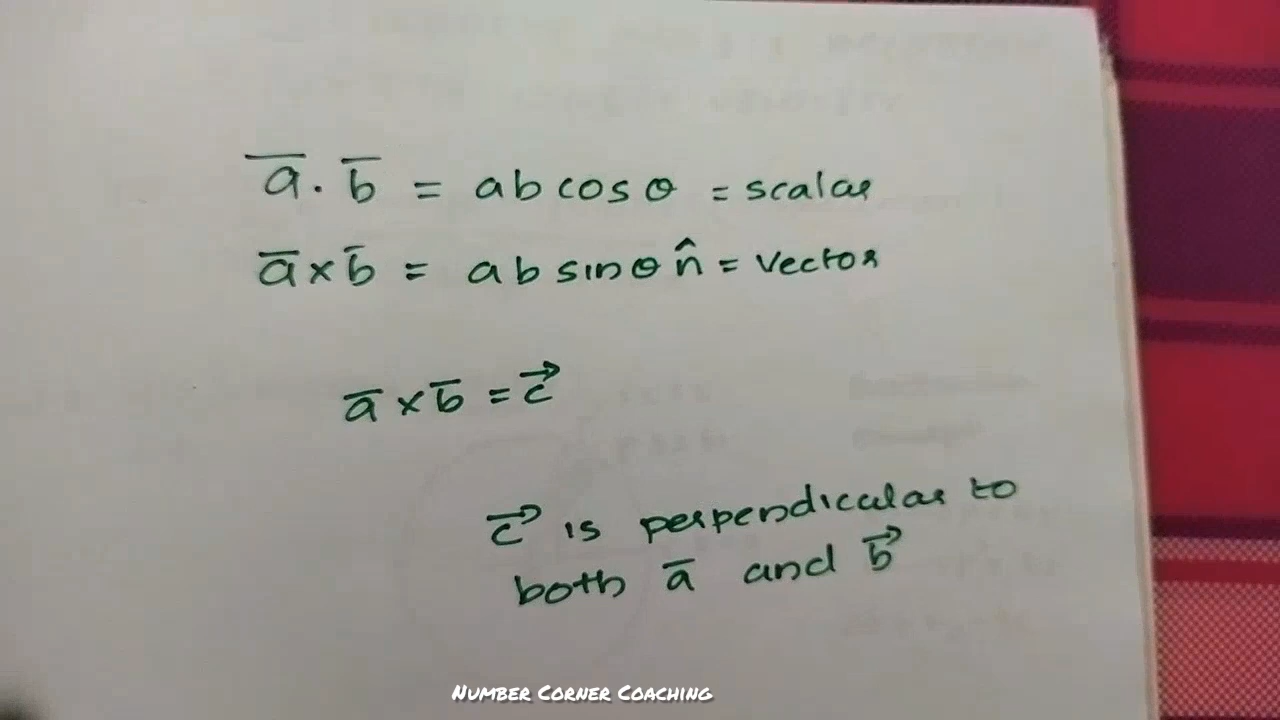 a̅ . b̅ = ab cos θ = scalar
a̅ × b̅ = ab sin θ n̂ = vector
a̅ × b̅ = c⃗
c⃗ is perpendicular to
both a̅ and b⃗
Number Corner Coaching